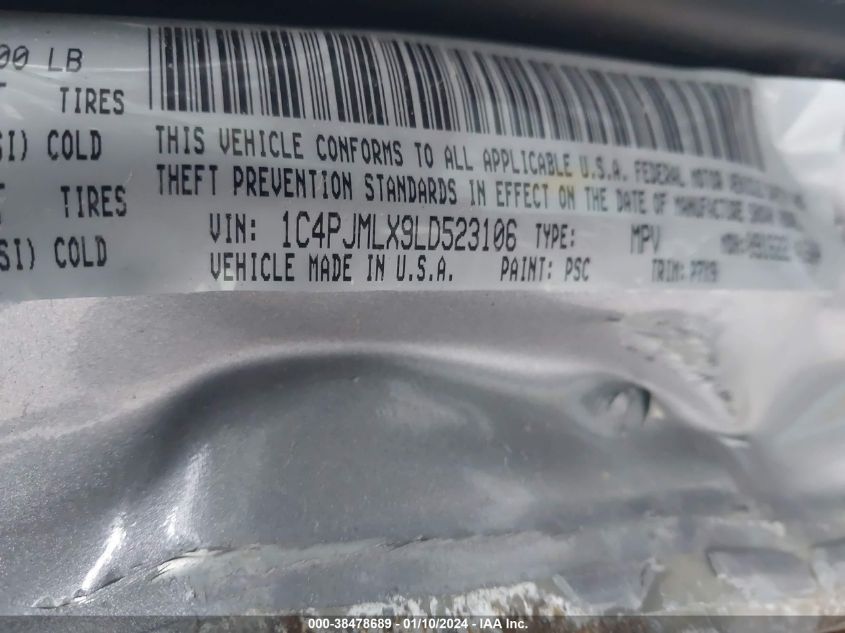 00 LB
TIRES
SI) COLD
TIRES
SI) COLD
THIS VEHICLE CONFORMS TO ALL APPLICABLE U.S.A. FEDERAL MOTOR VEHICLE
THEFT PREVENTION STANDARDS IN EFFECT ON THE DATE OF MANUFACTURE SHOWN
VIN: 1C4PJMLX9LD523106 TYPE: MPV
VEHICLE MADE IN U.S.A. PAINT: PSC TRIM:
000-38478689 - 01/10/2024 - IAA Inc.